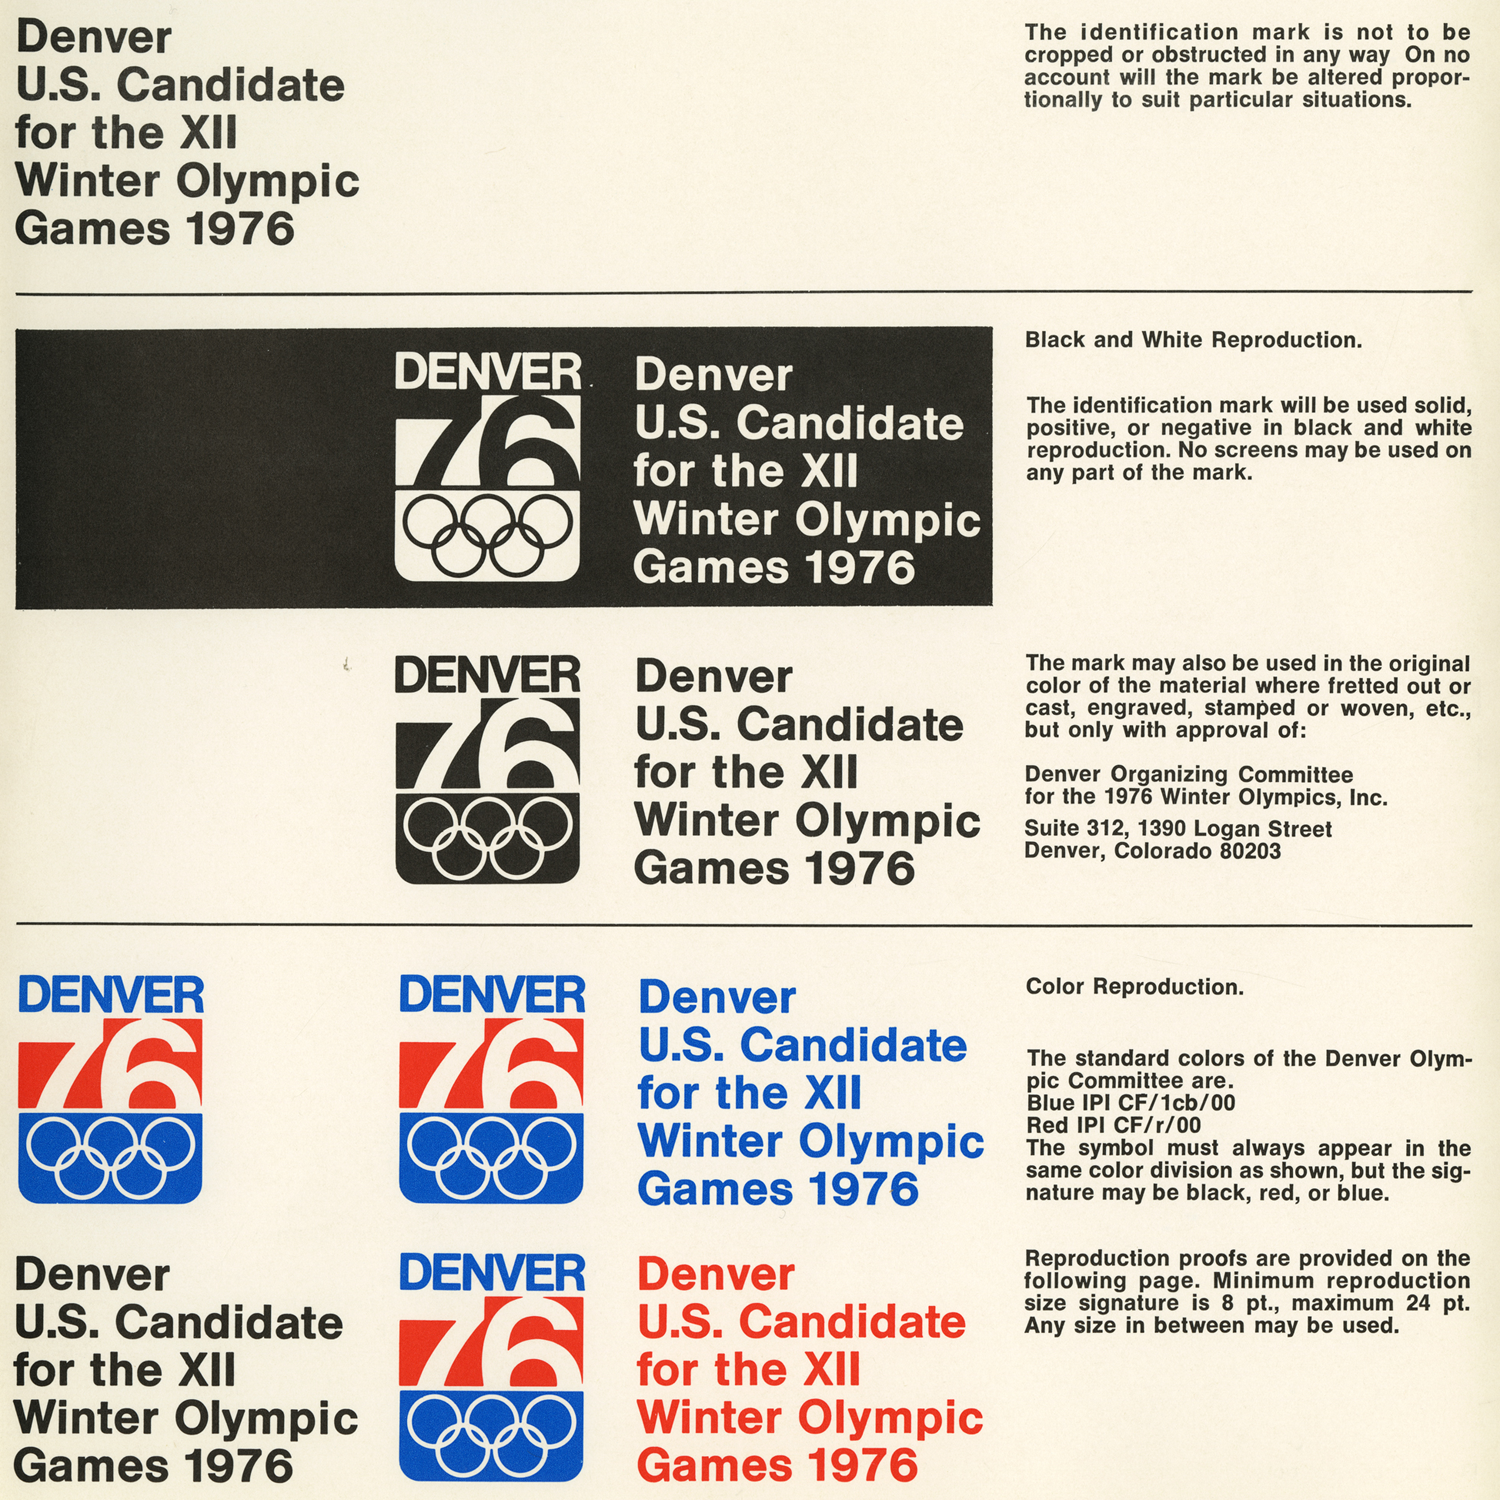 Denver
U.S. Candidate
for the XII
Winter Olympic
Games 1976
The identification mark is not to be
cropped or obstructed in any way On no
account will the mark be altered propor-
tionally to suit particular situations.
DENVER
76
Denver
U.S. Candidate
for the XII
Winter Olympic
Games 1976
Black and White Reproduction.
The identification mark will be used solid,
positive, or negative in black and white
reproduction. No screens may be used on
any part of the mark.
DENVER
76
Denver
U.S. Candidate
for the XII
Winter Olympic
Games 1976
The mark may also be used in the original
color of the material where fretted out or
cast, engraved, stamped or woven, etc.,
but only with approval of:
Denver Organizing Committee
for the 1976 Winter Olympics, Inc.
Suite 312, 1390 Logan Street
Denver, Colorado 80203
DENVER
76
DENVER
76
Denver
U.S. Candidate
for the XII
Winter Olympic
Games 1976
Color Reproduction.
The standard colors of the Denver Olym-
pic Committee are.
Blue IPI CF/1cb/00
Red IPI CF/r/00
The symbol must always appear in the
same color division as shown, but the sig-
nature may be black, red, or blue.
Denver
U.S. Candidate
for the XII
Winter Olympic
Games 1976
DENVER
76
Denver
U.S. Candidate
for the XII
Winter Olympic
Games 1976
Reproduction proofs are provided on the
following page. Minimum reproduction
size signature is 8 pt., maximum 24 pt.
Any size in between may be used.